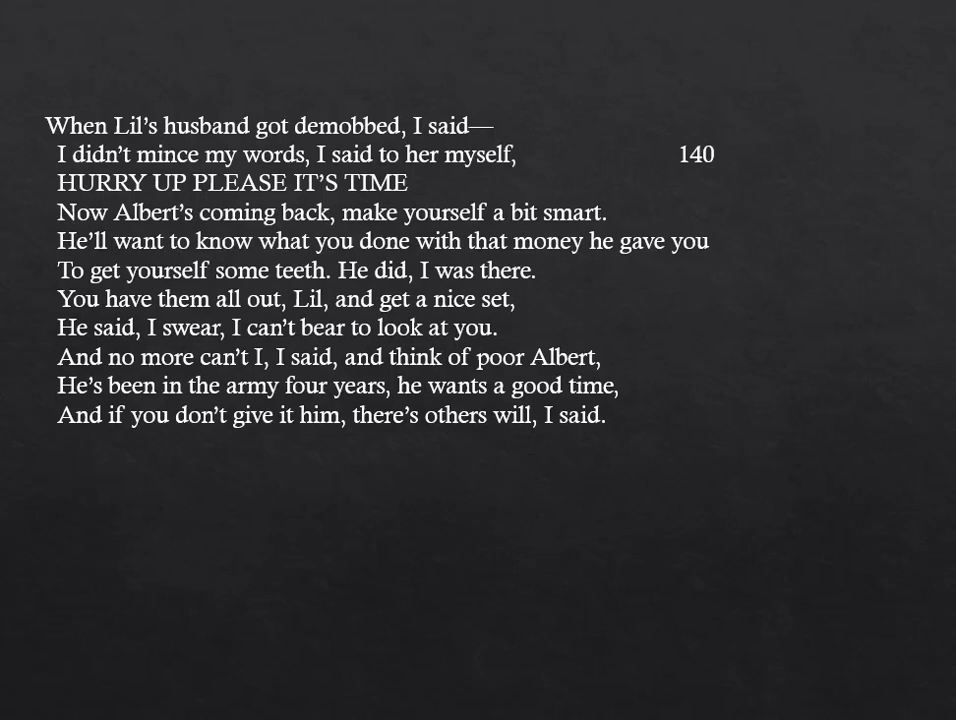 When Lil’s husband got demobbed, I said—
I didn’t mince my words, I said to her myself, 140
HURRY UP PLEASE IT’S TIME
Now Albert’s coming back, make yourself a bit smart.
He’ll want to know what you done with that money he gave you
To get yourself some teeth. He did, I was there.
You have them all out, Lil, and get a nice set,
He said, I swear, I can’t bear to look at you.
And no more can’t I, I said, and think of poor Albert,
He’s been in the army four years, he wants a good time,
And if you don’t give it him, there’s others will, I said.